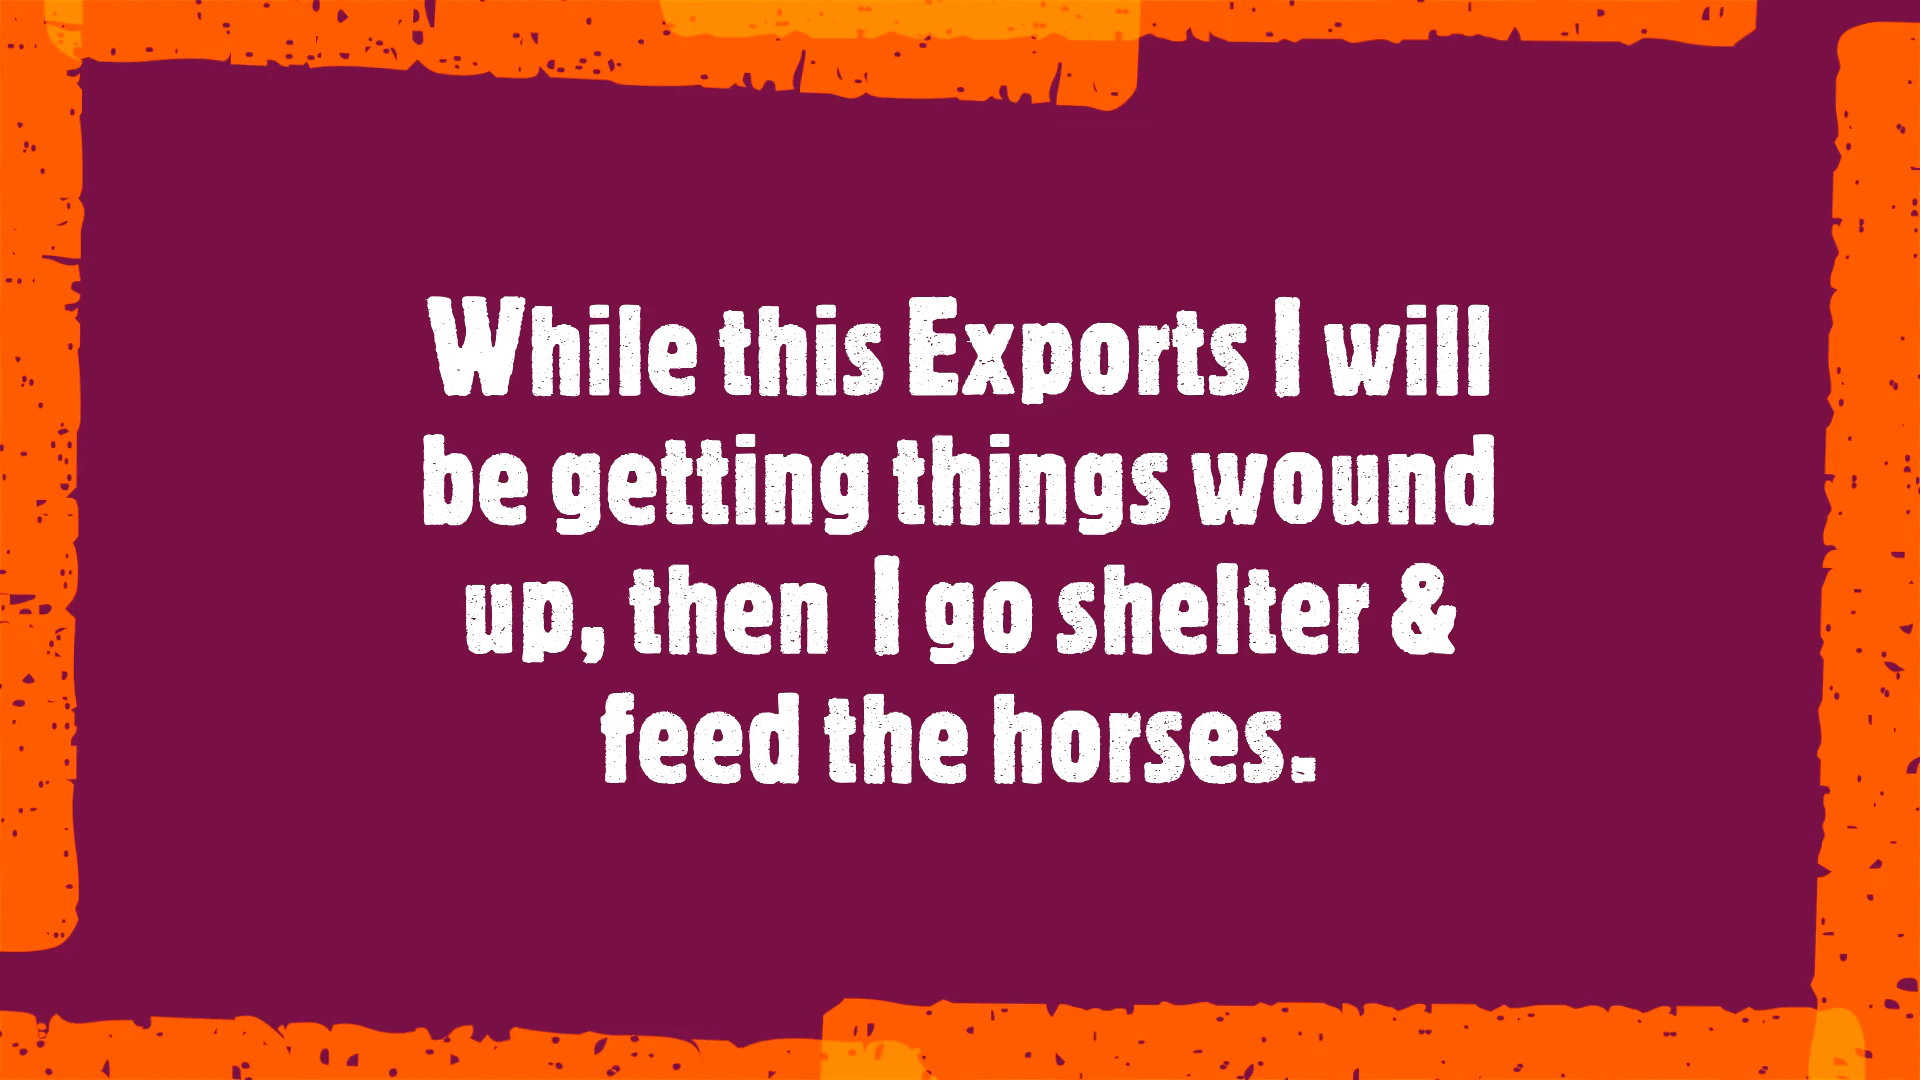 While this Exports I will
be getting things wound
up, then  I go shelter &
feed the horses.